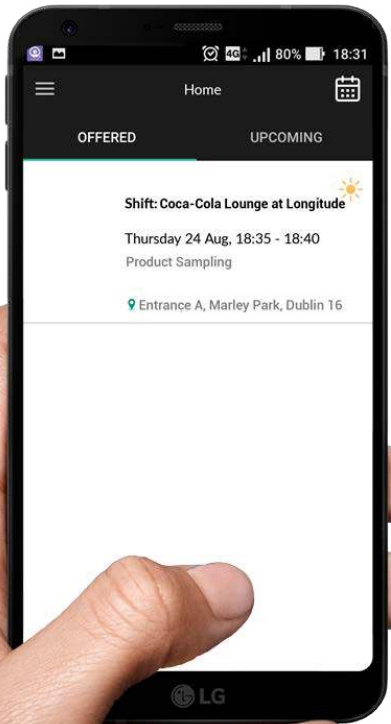 4G 80% 18:31
Home
OFFERED UPCOMING
Shift: Coca-Cola Lounge at Longitude
Thursday 24 Aug, 18:35 - 18:40
Product Sampling
Entrance A, Marley Park, Dublin 16
LG